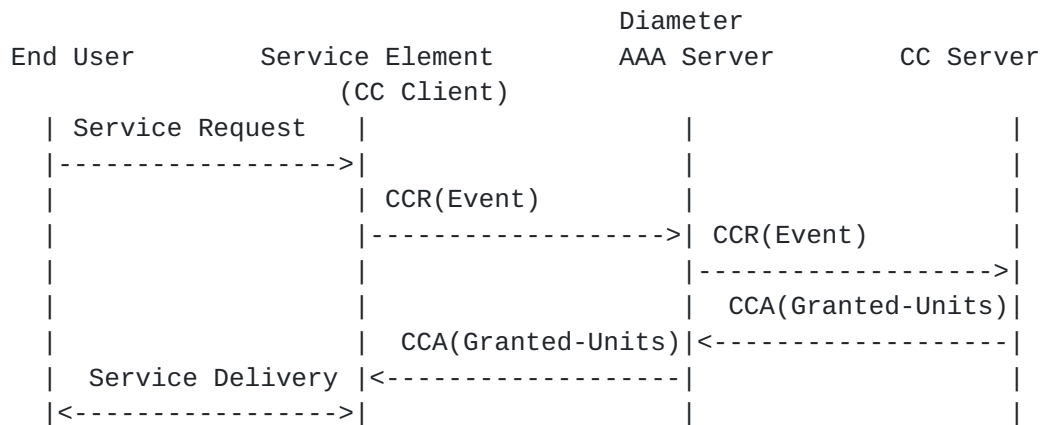 Diameter
End User Service Element AAA Server CC Server
(CC Client)
Service Request
CCR(Event)
CCR(Event)
CCA(Granted-Units)
CCA(Granted-Units)
Service Delivery